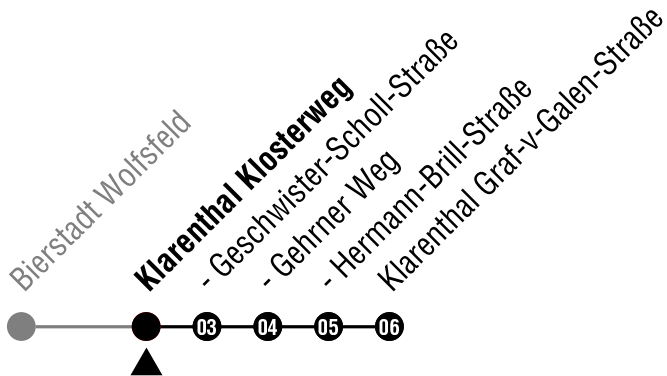 Bierstadt Wolfsfeld
Klarenthal Klosterweg
- Geschwister-Scholl-Straße
- Gehrner Weg
- Hermann-Brill-Straße
Klarenthal Graf-v-Galen-Straße
03 04 05 06